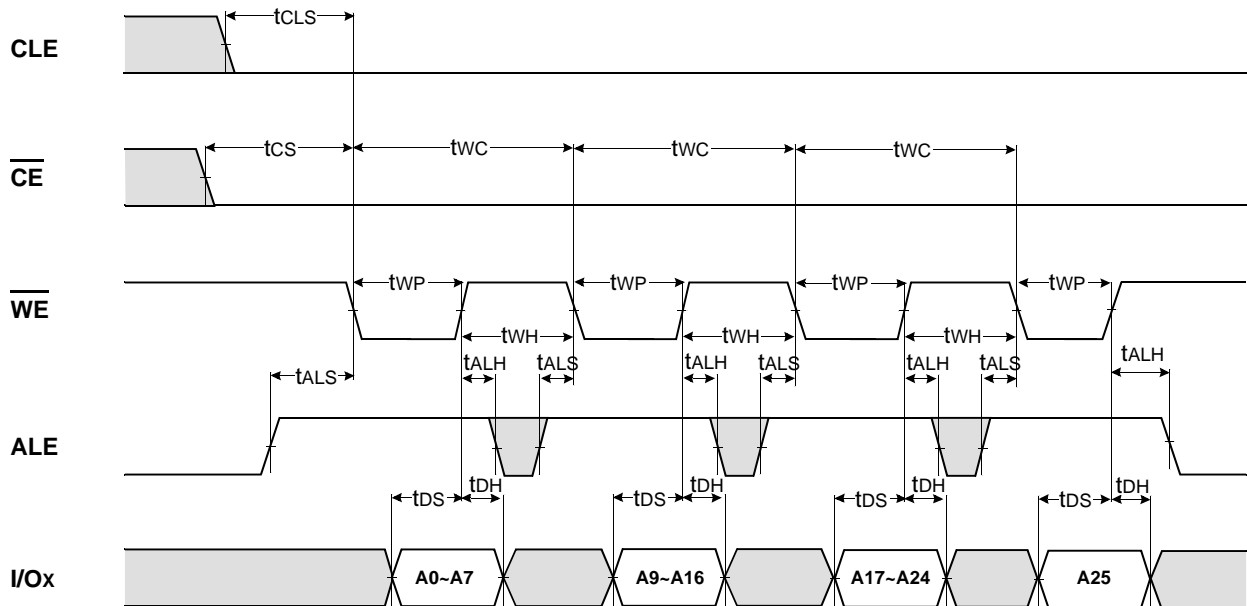 CLE
tCLS
CE
tCS tWC tWC tWC
WE
tWP tWP tWP tWP
tWH tWH tWH
tALS tALH tALS tALH tALS tALH tALS tALH
ALE
tDS tDH tDS tDH tDS tDH tDS tDH
I/Ox A0~A7 A9~A16 A17~A24 A25